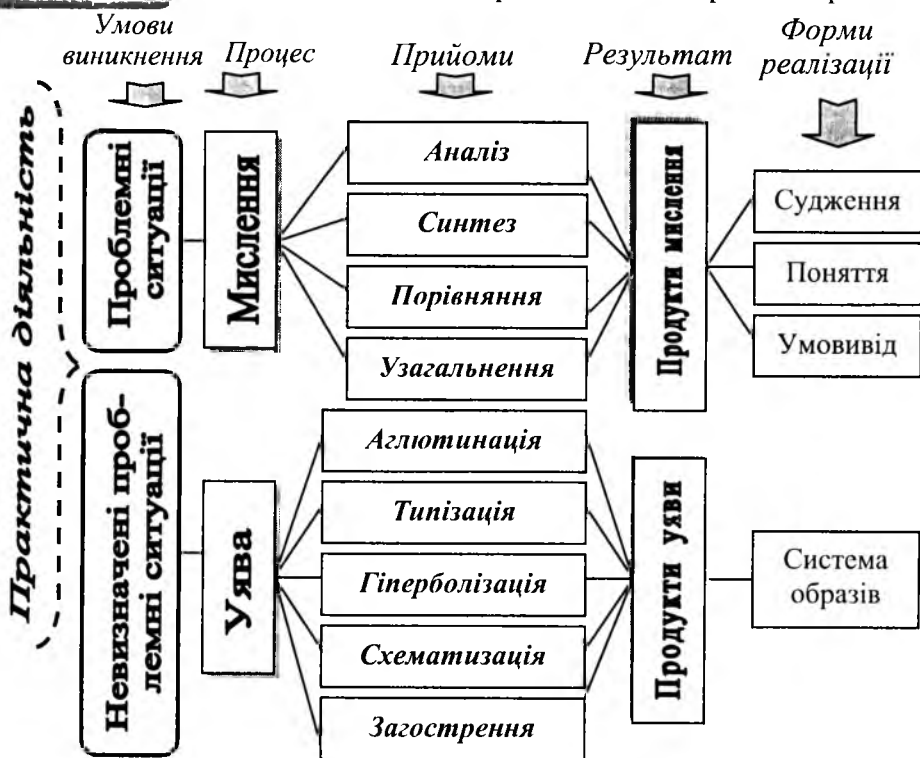 Умови
виникнення
Процес
Прийоми
Результат
Форми
реалізації
Практична діяльність
Проблемні
ситуації
Мислення
Аналіз
Синтез
Порівняння
Узагальнення
Продукти мислення
Судження
Поняття
Умовивід
Невизначені проб-
лемні ситуації
Уява
Аглютинація
Типізація
Гіперболізація
Схематизація
Загострення
Продукти уяви
Система
образів